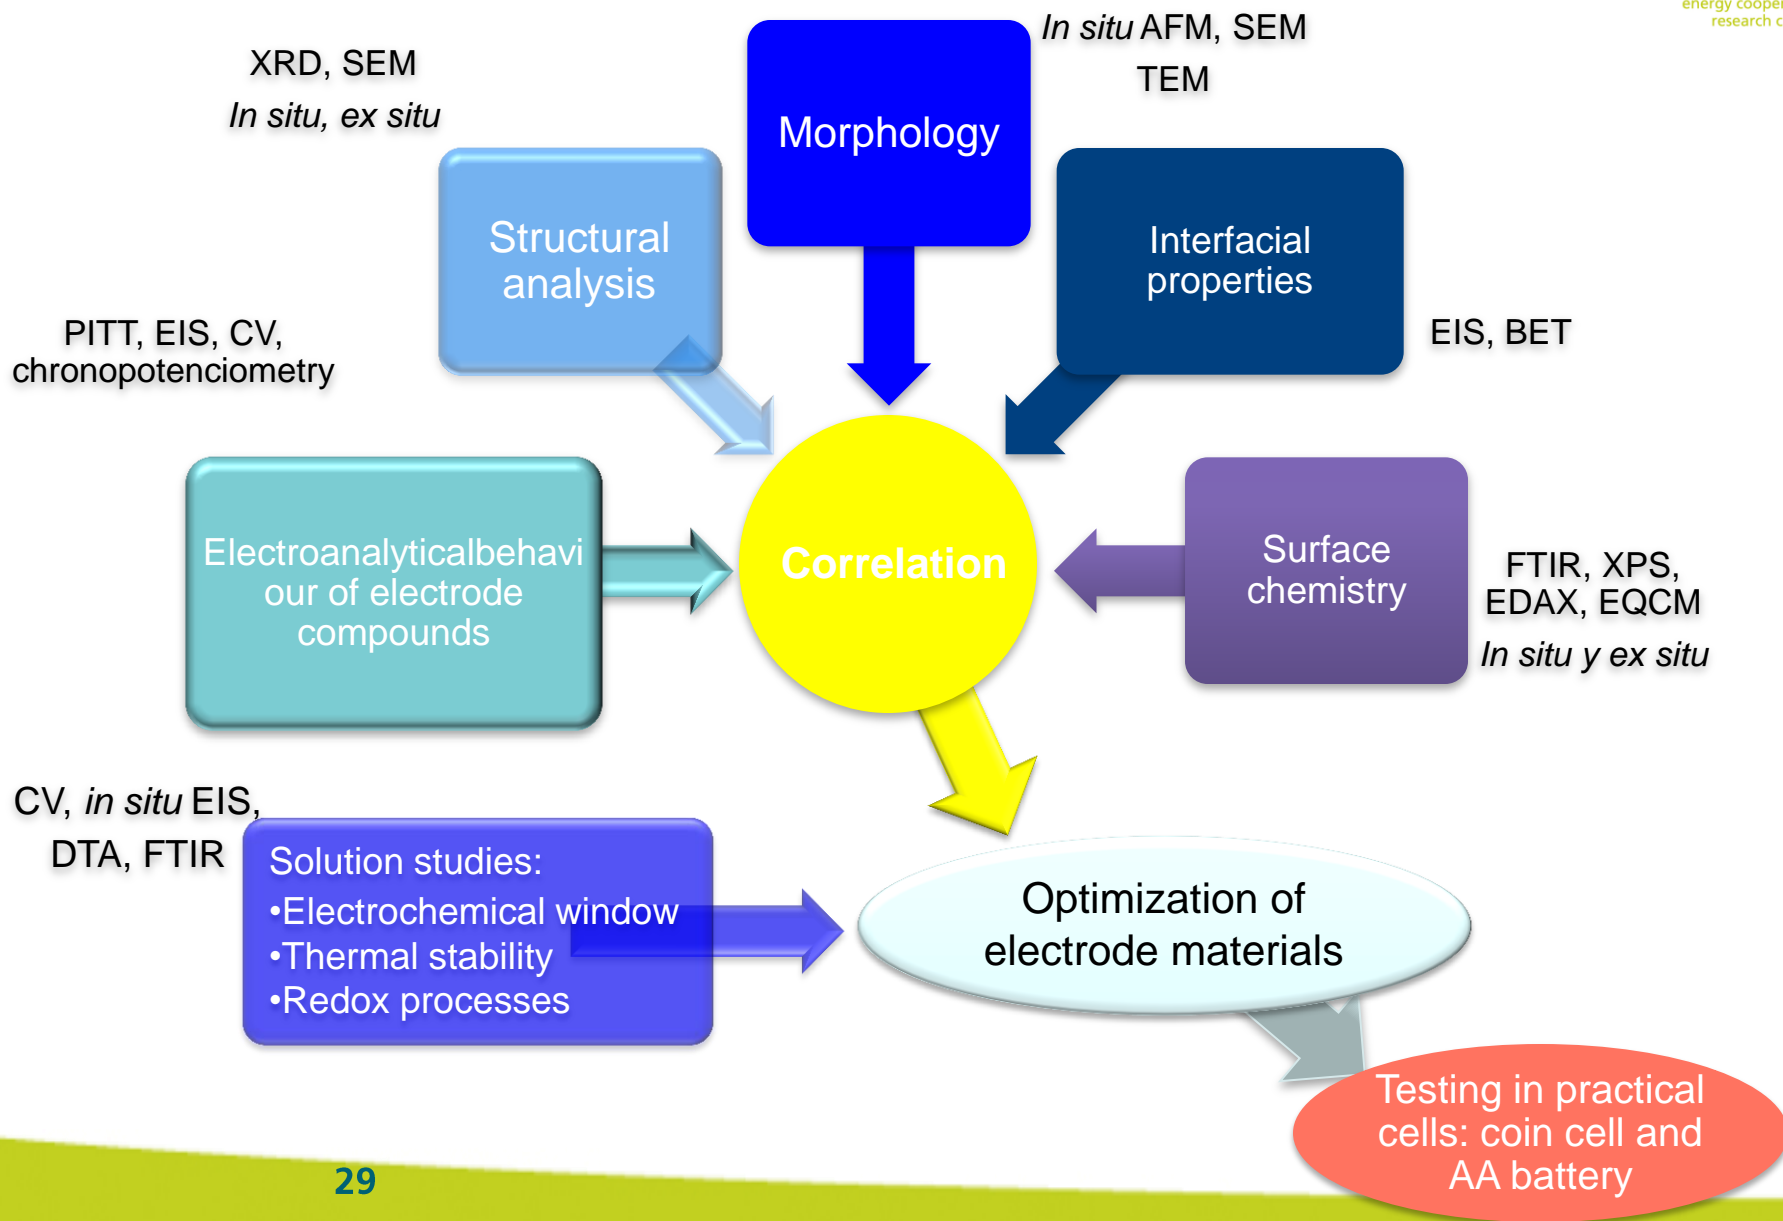 energy cooper
research c
In situ AFM, SEM
TEM
XRD, SEM
In situ, ex situ
Morphology
Structural
analysis
Interfacial
properties
PITT, EIS, CV,
chronopotenciometry
EIS, BET
Electroanalyticalbehavi
our of electrode
compounds
Correlation
Surface
chemistry
FTIR, XPS,
EDAX, EQCM
In situ y ex situ
CV, in situ EIS,
DTA, FTIR
Solution studies:
•Electrochemical window
•Thermal stability
•Redox processes
Optimization of
electrode materials
Testing in practical
cells: coin cell and
AA battery
29